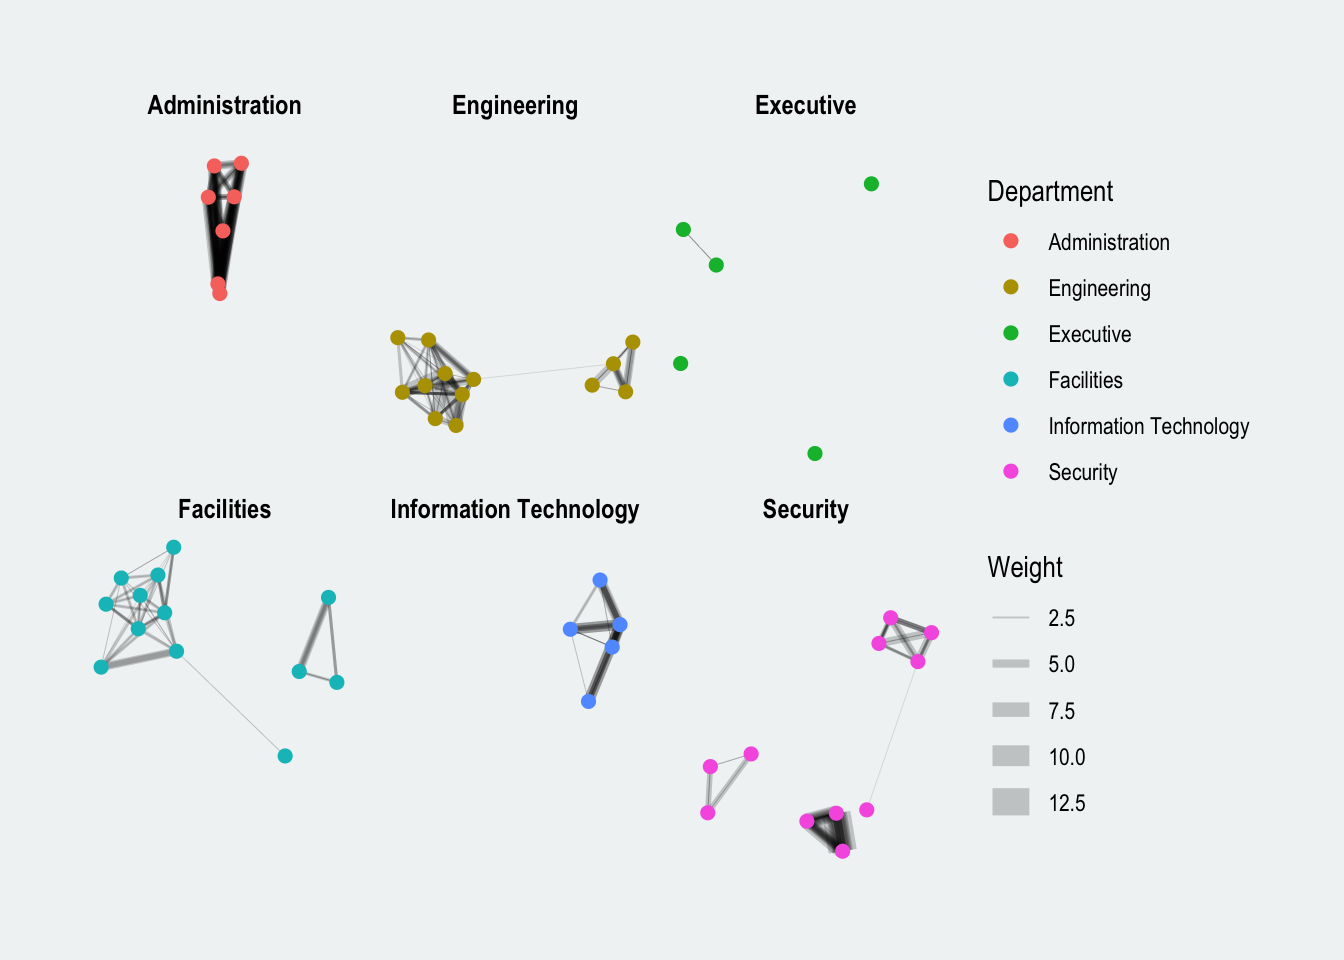 Administration
Engineering
Executive
Facilities
Information Technology
Security
Department
Administration
Engineering
Executive
Facilities
Information Technology
Security
Weight
2.5
5.0
7.5
10.0
12.5